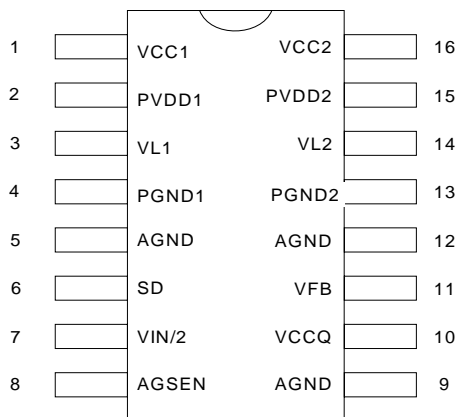 1 VCC1 VCC2 16
2 PVDD1 PVDD2 15
3 VL1 VL2 14
4 PGND1 PGND2 13
5 AGND AGND 12
6 SD VFB 11
7 VIN/2 VCCQ 10
8 AGSEN AGND 9